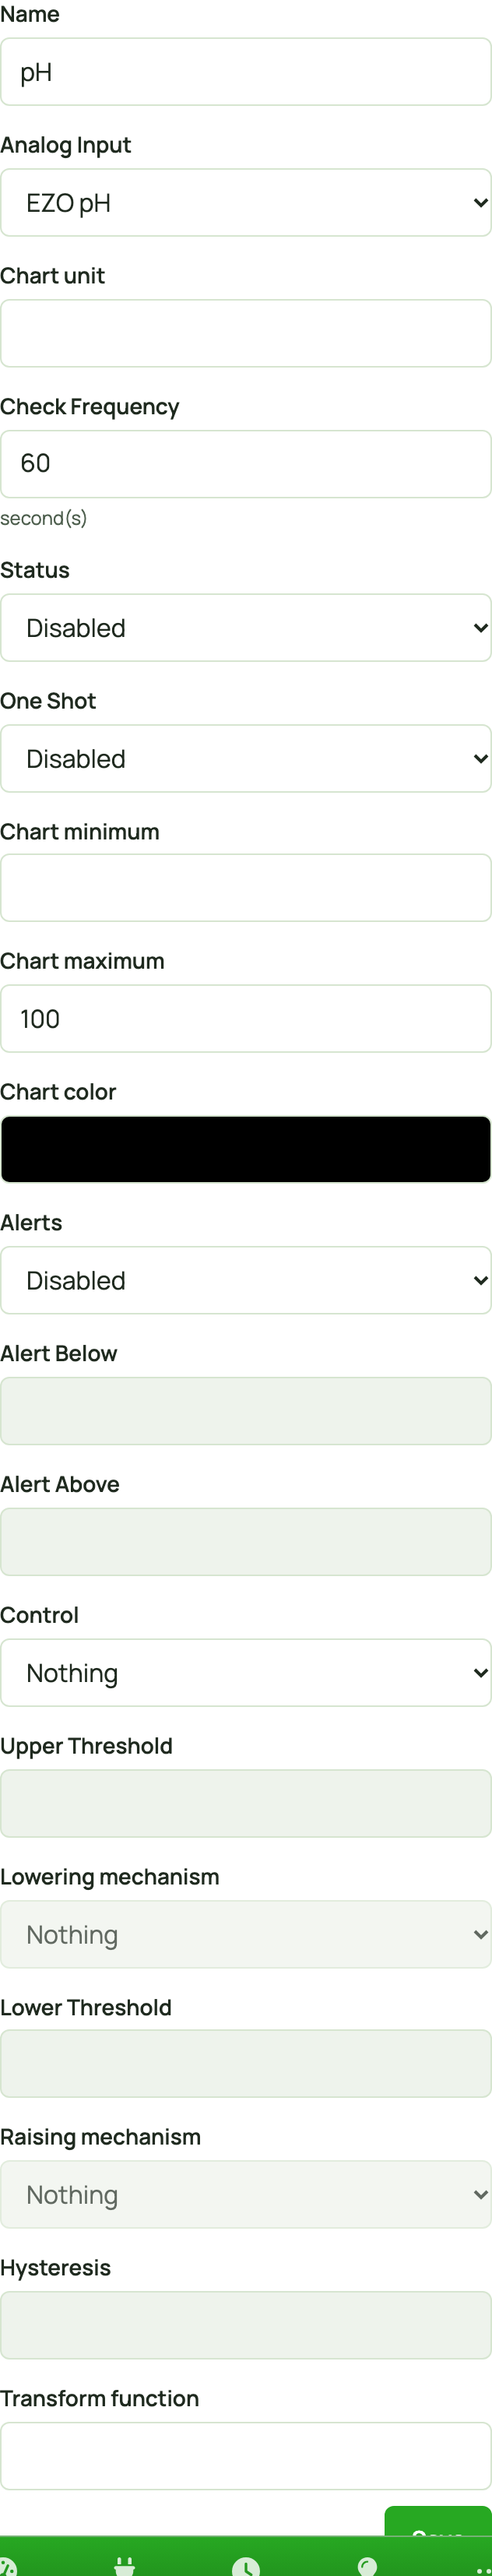 Name
pH
Analog Input
EZO pH
Chart unit
Check Frequency
60
second(s)
Status
Disabled
One Shot
Disabled
Chart minimum
Chart maximum
100
Chart color
Alerts
Disabled
Alert Below
Alert Above
Control
Nothing
Upper Threshold
Lowering mechanism
Nothing
Lower Threshold
Raising mechanism
Nothing
Hysteresis
Transform function